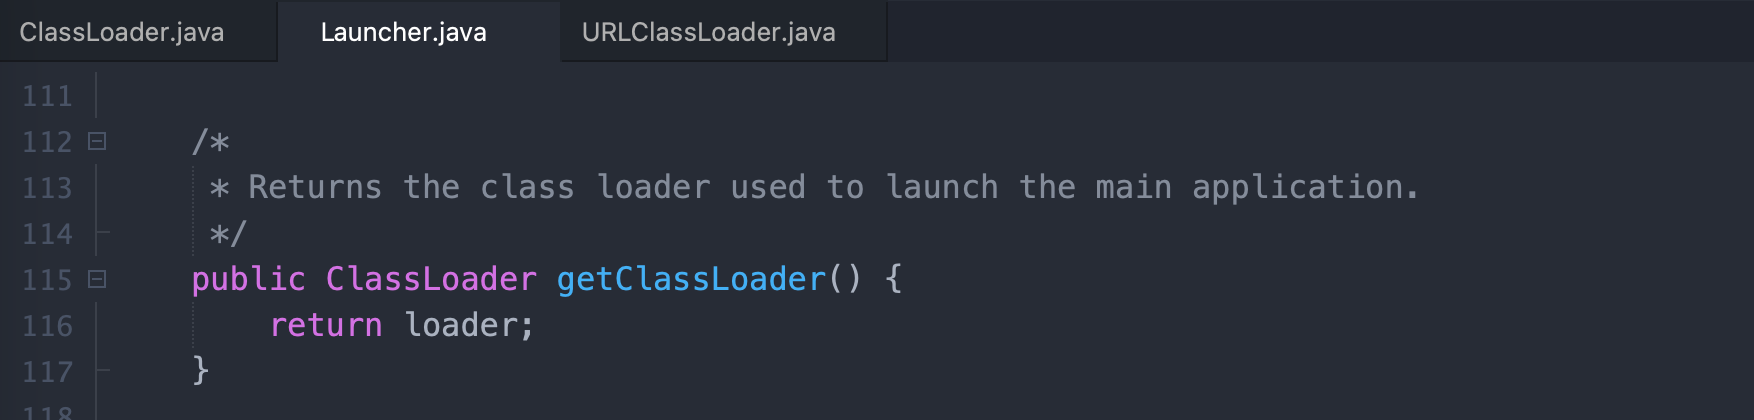 ClassLoader.java Launcher.java URLClassLoader.java
111
112 /*
113 * Returns the class loader used to launch the main application.
114 */
115 public ClassLoader getClassLoader() {
116 return loader;
117 }
118